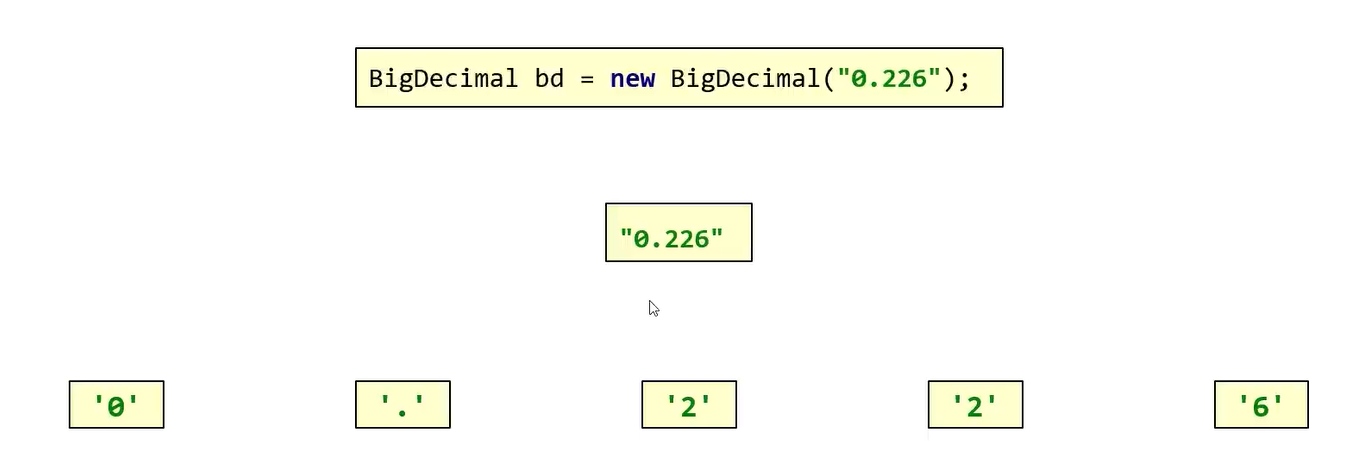 BigDecimal bd = new BigDecimal("0.226");
"0.226"
'0' '.' '2' '2' '6'